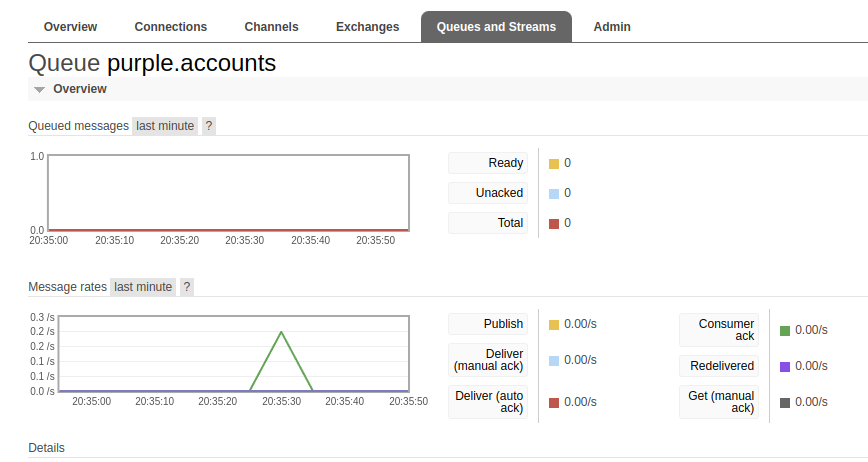 Overview Connections Channels Exchanges Queues and Streams Admin
Queue purple.accounts
Overview
Queued messages last minute ?
1.0
0.0
20:35:00 20:35:10 20:35:20 20:35:30 20:35:40 20:35:50
Ready 0
Unacked 0
Total 0
Message rates last minute ?
0.3 /s
0.2 /s
0.2 /s
0.1 /s
0.1 /s
0.0 /s
20:35:00 20:35:10 20:35:20 20:35:30 20:35:40 20:35:50
Publish 0.00/s
Deliver
(manual ack) 0.00/s
Deliver (auto
ack) 0.00/s
Consumer
ack 0.00/s
Redelivered 0.00/s
Get (manual
ack) 0.00/s
Details